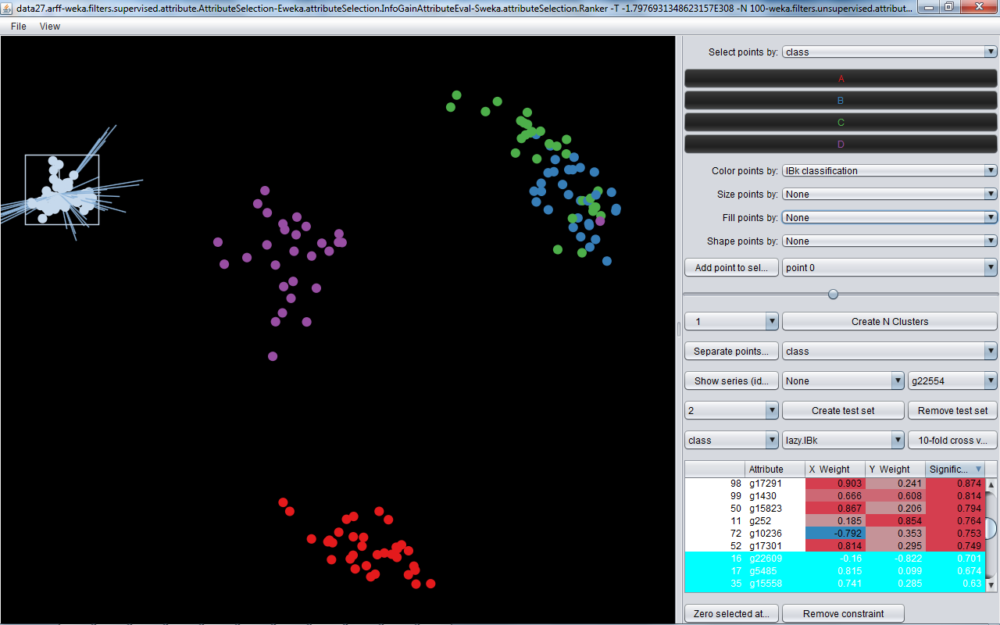 data27.arff-weka.filters.supervised.attribute.AttributeSelection-Eweka.attributeSelection.InfoGainAttributeEval-Sweka.attributeSelection.Ranker -T -1.7976931348623157E308 -N 100-weka.filters.unsupervised.attribut...
File View
Select points by: class
A
B
C
D
Color points by: IBk classification
Size points by: None
Fill points by: None
Shape points by: None
Add point to sel... point 0
1 Create N Clusters
Separate points... class
Show series (id... None g22554
2 Create test set Remove test set
class lazy.IBk 10-fold cross v...
Attribute X Weight Y Weight Signific...
98 g17291 0.903 0.241 0.874
99 g1430 0.666 0.608 0.814
50 g15823 0.867 0.206 0.794
11 g252 0.185 0.854 0.764
72 g10236 -0.792 0.353 0.753
52 g17301 0.814 0.295 0.749
16 g22609 -0.16 -0.822 0.701
17 g5485 0.815 0.099 0.674
35 g15558 0.741 0.285 0.63
Zero selected at... Remove constraint